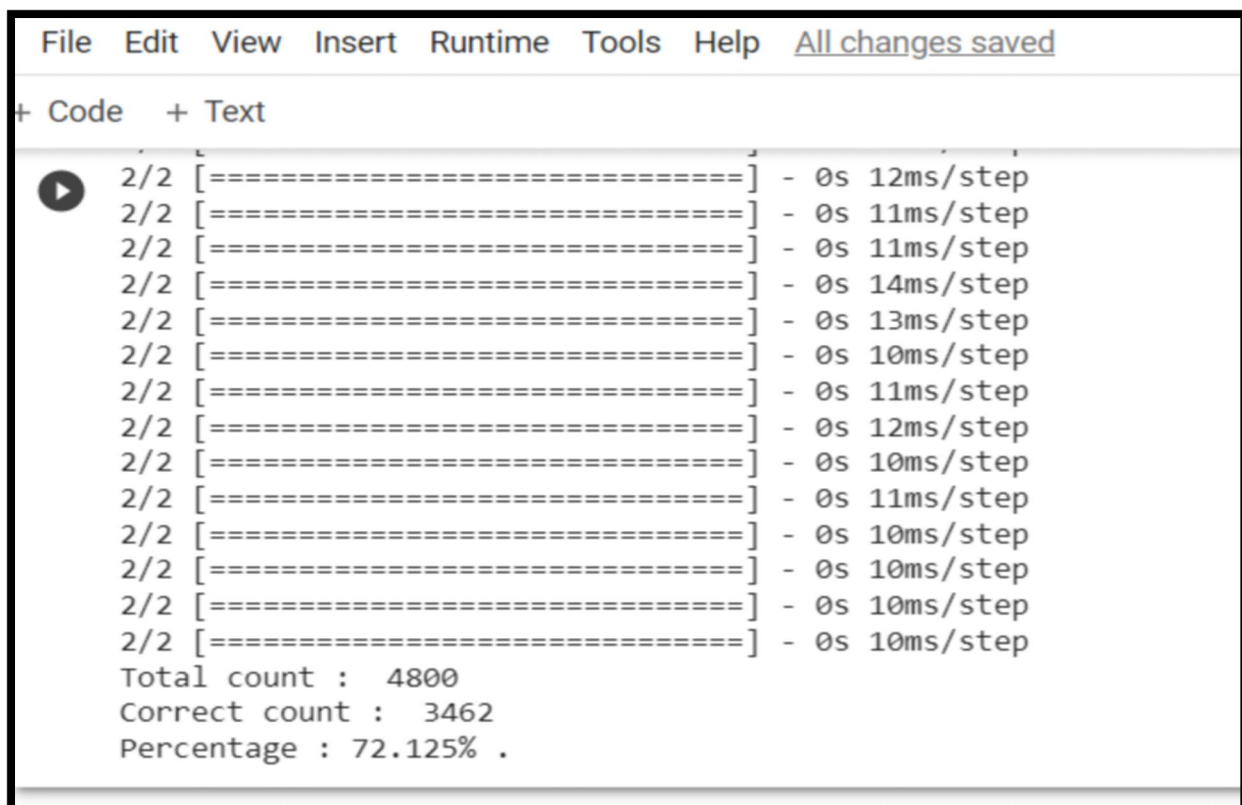 File Edit View Insert Runtime Tools Help All changes saved
+ Code + Text
2/2 [==============================] - 0s 12ms/step
2/2 [==============================] - 0s 11ms/step
2/2 [==============================] - 0s 11ms/step
2/2 [==============================] - 0s 14ms/step
2/2 [==============================] - 0s 13ms/step
2/2 [==============================] - 0s 10ms/step
2/2 [==============================] - 0s 11ms/step
2/2 [==============================] - 0s 12ms/step
2/2 [==============================] - 0s 10ms/step
2/2 [==============================] - 0s 11ms/step
2/2 [==============================] - 0s 10ms/step
2/2 [==============================] - 0s 10ms/step
2/2 [==============================] - 0s 10ms/step
2/2 [==============================] - 0s 10ms/step
Total count :  4800
Correct count :  3462
Percentage : 72.125% .